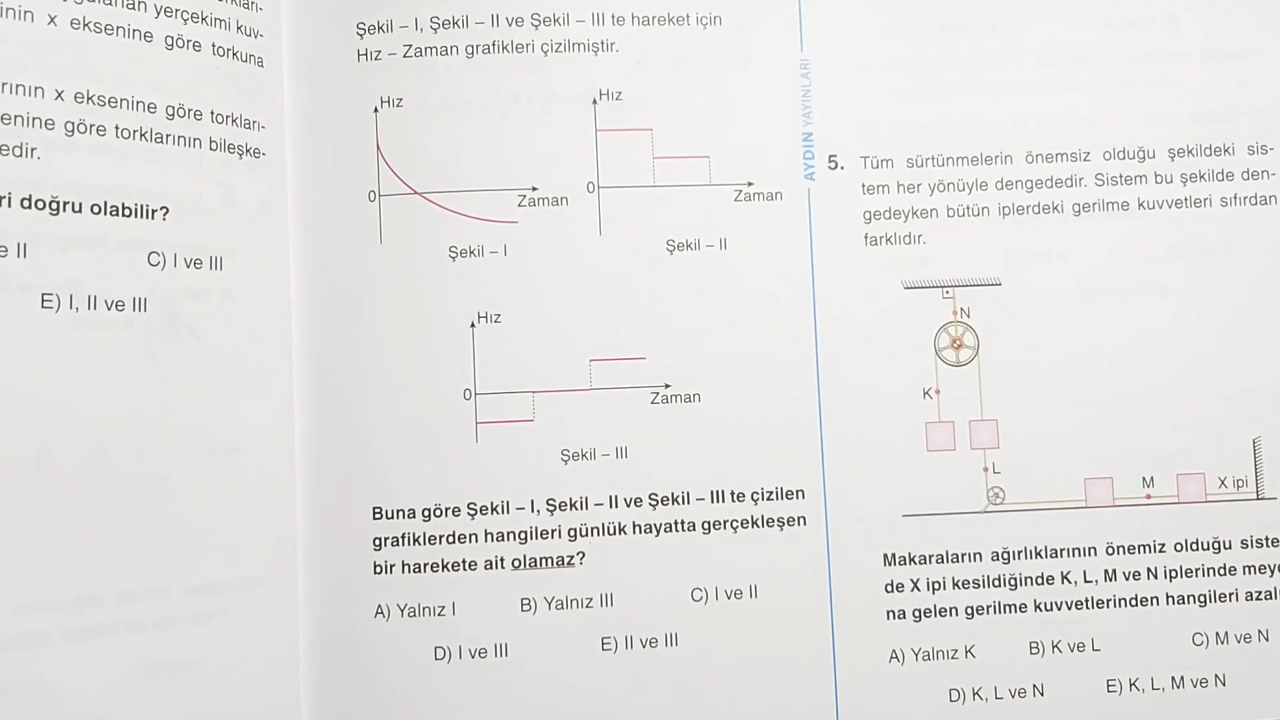 yerçekimi kuv-
inin x eksenine göre torkuna
rının x eksenine göre torkları-
enine göre torklarının bileşke-
edir.
ri doğru olabilir?
e II
C) I ve III
E) I, II ve III
Şekil – I, Şekil – II ve Şekil – III te hareket için
Hız – Zaman grafikleri çizilmiştir.
Hız
0
Zaman
Şekil – I
Hız
0
Zaman
Şekil – II
Hız
0
Zaman
Şekil – III
Buna göre Şekil – I, Şekil – II ve Şekil – III te çizilen
grafiklerden hangileri günlük hayatta gerçekleşen
bir harekete ait olamaz?
A) Yalnız I
B) Yalnız III
C) I ve II
D) I ve III
E) II ve III
AYDIN YAYINLARI
5. Tüm sürtünmelerin önemsiz olduğu şekildeki sis-
tem her yönüyle dengededir. Sistem bu şekilde den-
gedeyken bütün iplerdeki gerilme kuvvetleri sıfırdan
farklıdır.
N
K
L
M
X ipi
Makaraların ağırlıklarının önemiz olduğu siste
de X ipi kesildiğinde K, L, M ve N iplerinde mey
na gelen gerilme kuvvetlerinden hangileri azal
A) Yalnız K
B) K ve L
C) M ve N
D) K, L ve N
E) K, L, M ve N